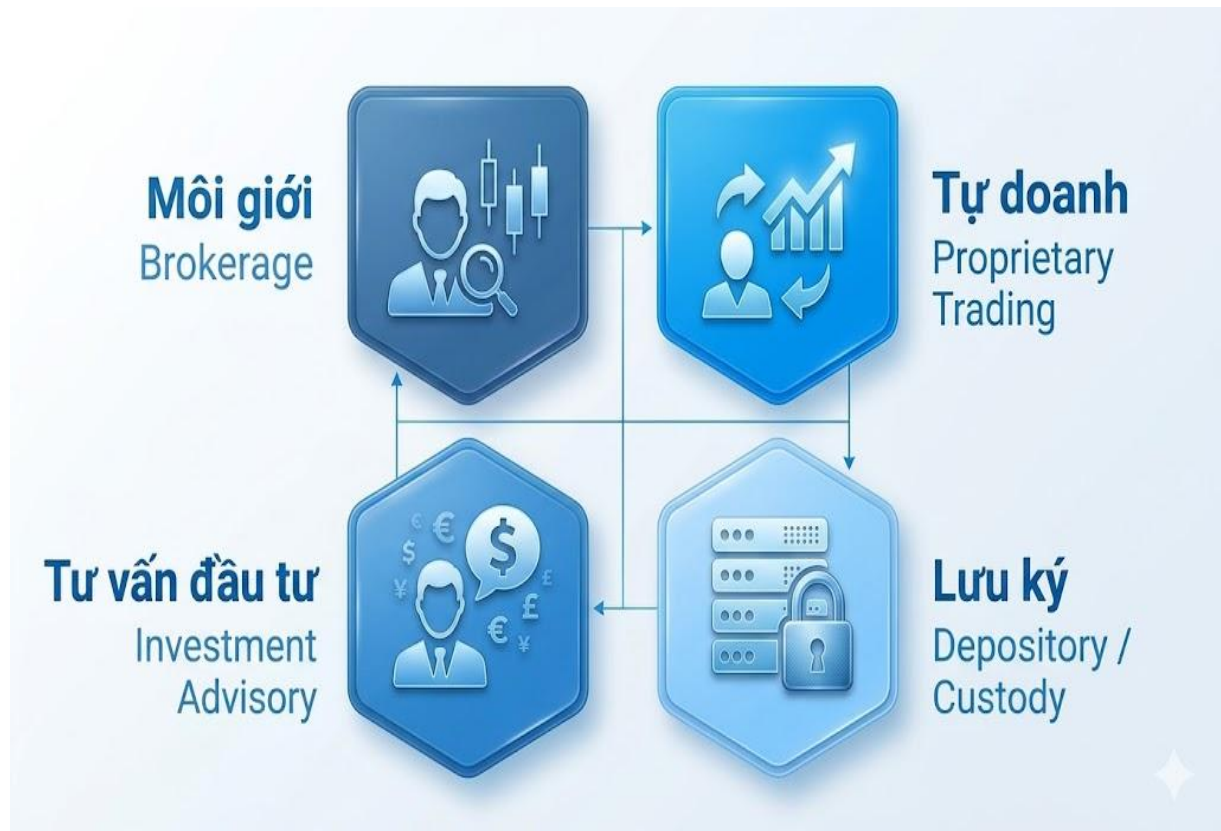 Môi giới
Brokerage
Tự doanh
Proprietary
Trading
Tư vấn đầu tư
Investment
Advisory
Lưu ký
Depository /
Custody